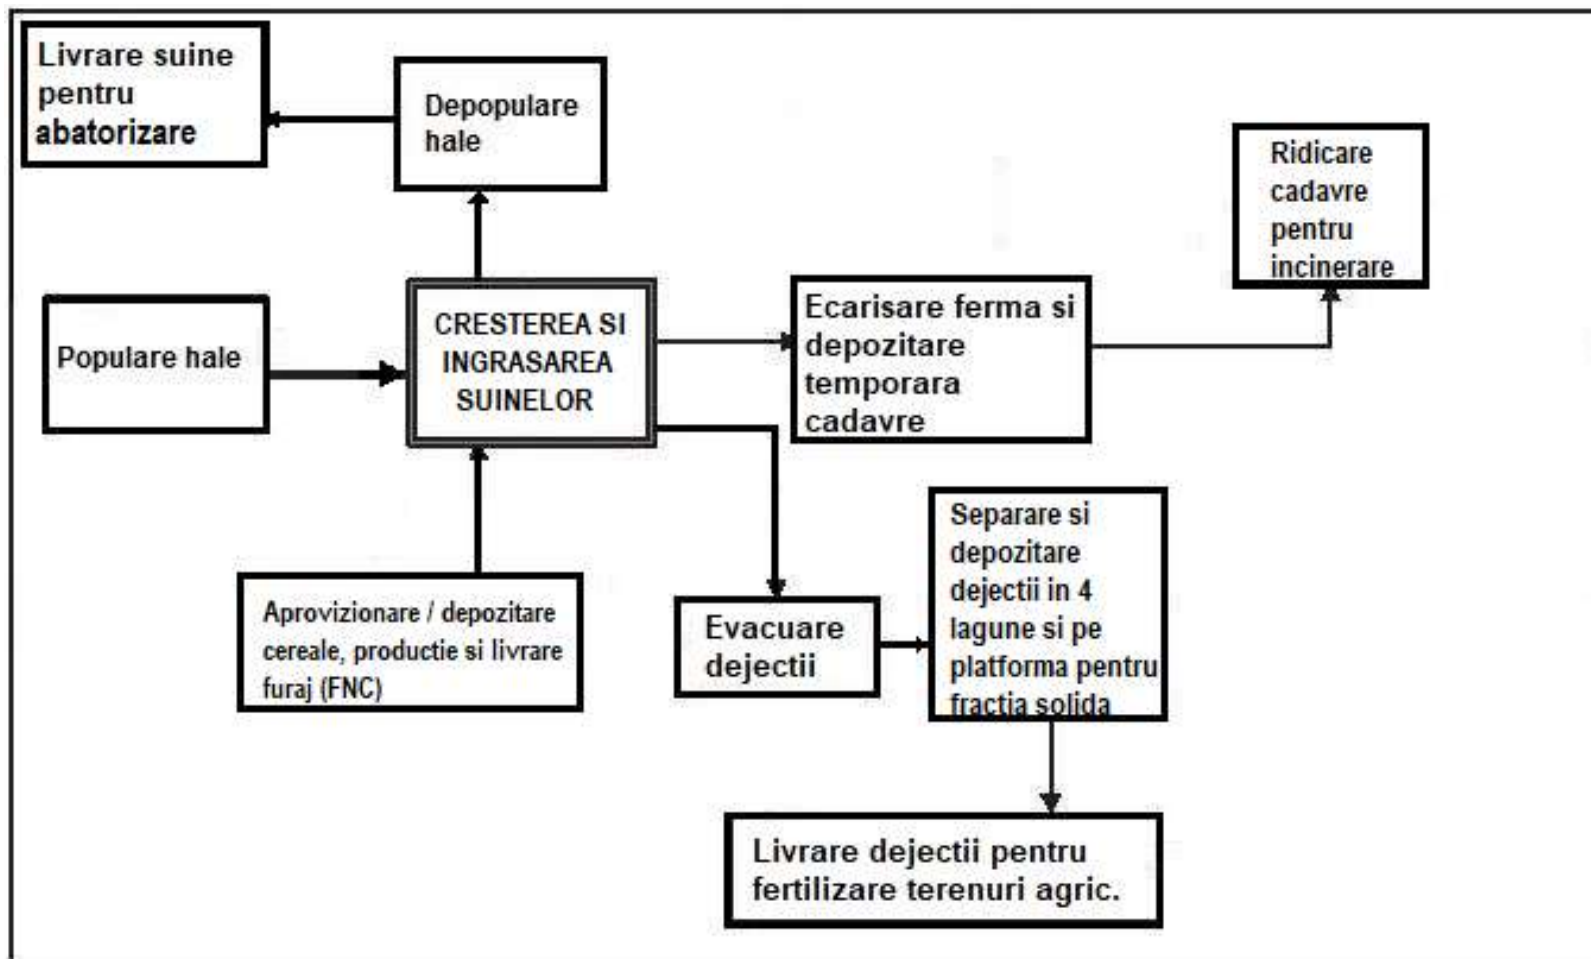 Livrare suine
pentru
abatorizare
Depopulare
hale
Ridicare
cadavre
pentru
incinerare
Populare hale
CRESTEREA SI
INGRASAREA
SUINELOR
Ecarisare ferma si
depozitare
temporara
cadavre
Aprovizionare / depozitare
cereale, productie si livrare
furaj (FNC)
Evacuare
dejectii
Separare si
depozitare
dejectii in 4
lagune si pe
platforma pentru
fractia solida
Livrare dejectii pentru
fertilizare terenuri agric.